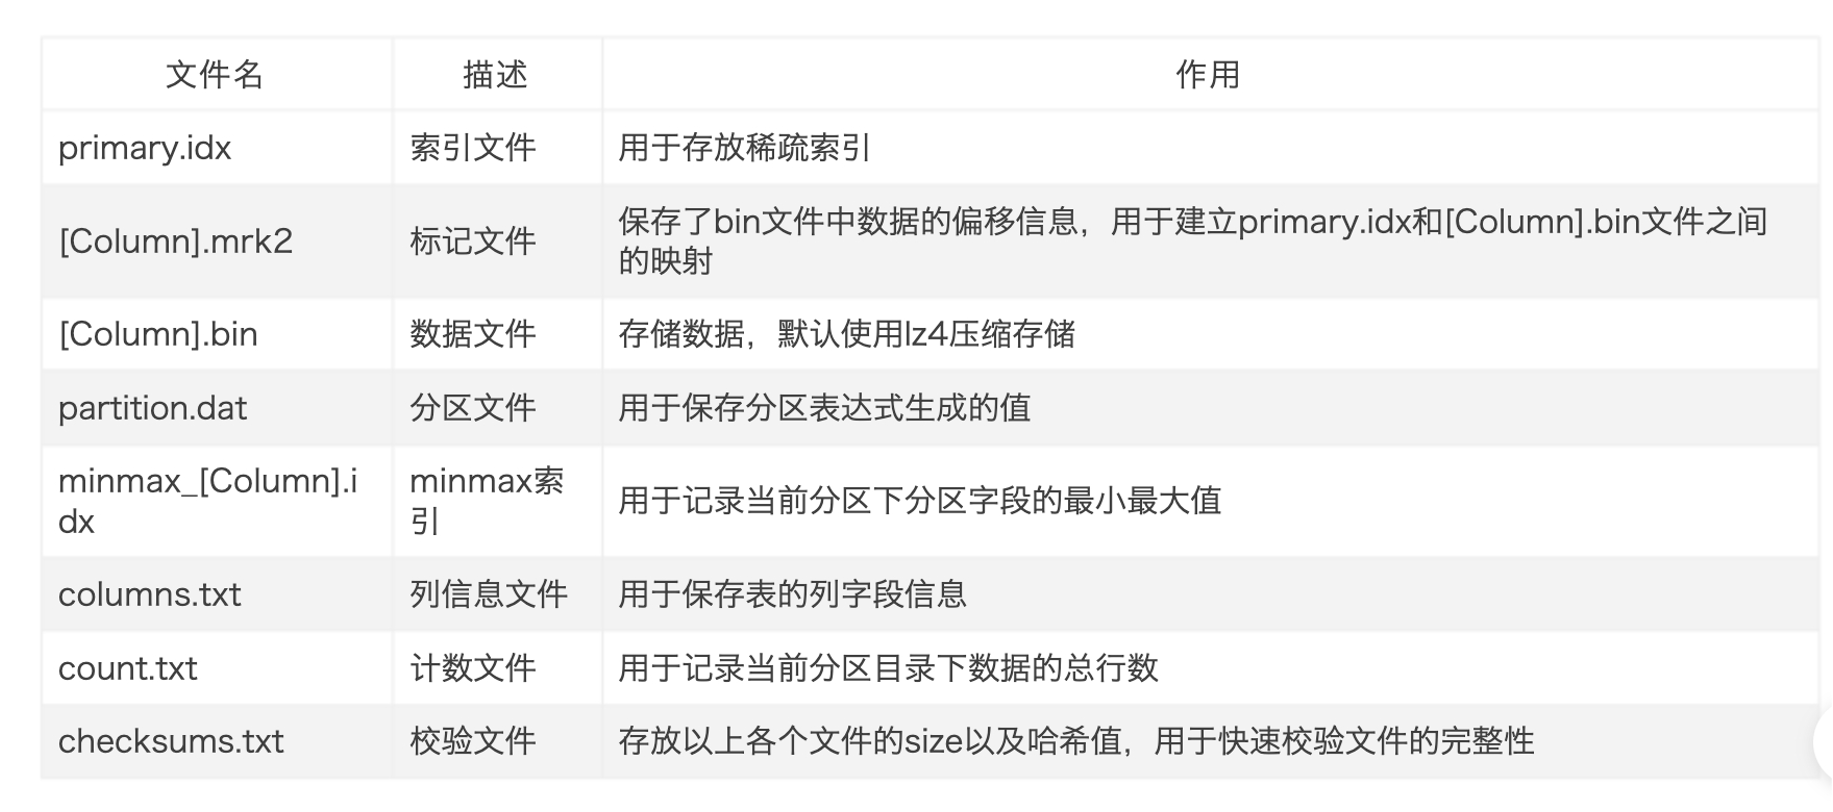 文件名 描述 作用
primary.idx 索引文件 用于存放稀疏索引
[Column].mrk2 标记文件 保存了bin文件中数据的偏移信息，用于建立primary.idx和[Column].bin文件之间
的映射
[Column].bin 数据文件 存储数据，默认使用lz4压缩存储
partition.dat 分区文件 用于保存分区表达式生成的值
minmax_[Column].i
dx
minmax索
引
用于记录当前分区下分区字段的最小最大值
columns.txt 列信息文件 用于保存表的列字段信息
count.txt 计数文件 用于记录当前分区目录下数据的总行数
checksums.txt 校验文件 存放以上各个文件的size以及哈希值，用于快速校验文件的完整性